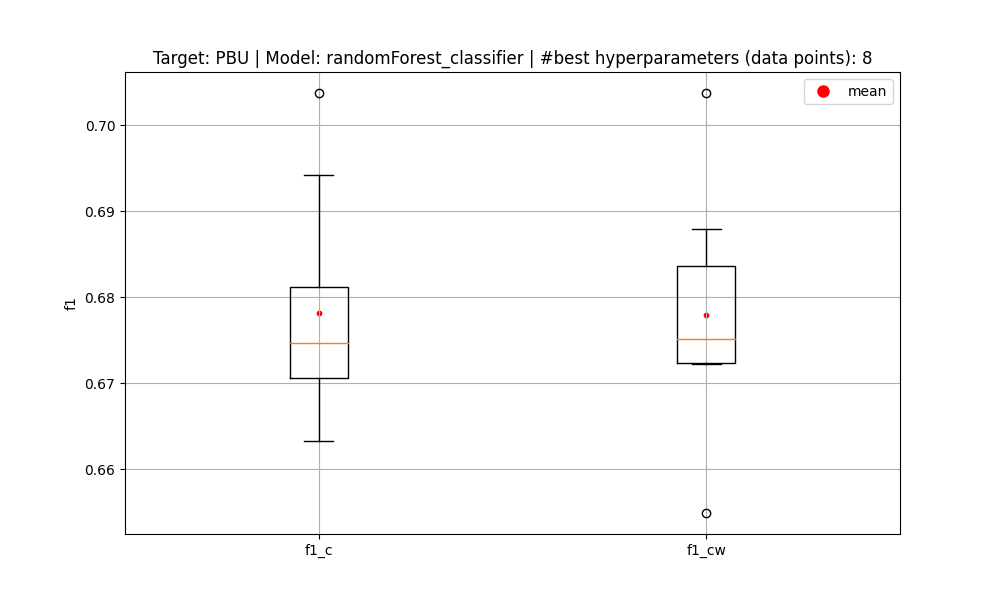 Target: PBU | Model: randomForest_classifier | #best hyperparameters (data points): 8
mean
0.70
0.69
0.68
0.67
0.66
f1
f1_c
f1_cw